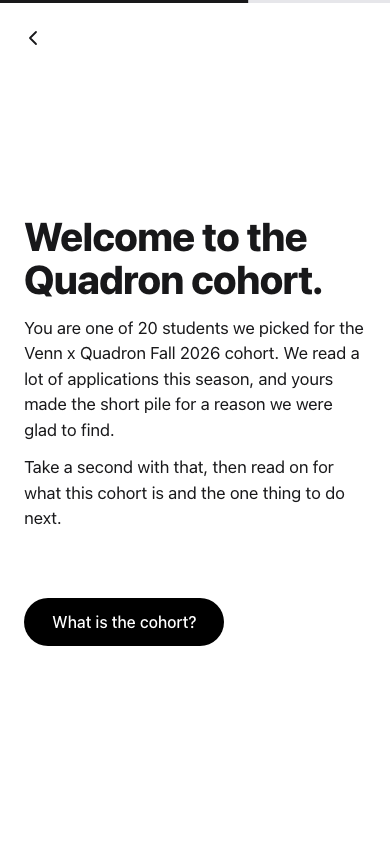 Welcome to the
Quadron cohort.
You are one of 20 students we picked for the
Venn x Quadron Fall 2026 cohort. We read a
lot of applications this season, and yours
made the short pile for a reason we were
glad to find.
Take a second with that, then read on for
what this cohort is and the one thing to do
next.
What is the cohort?